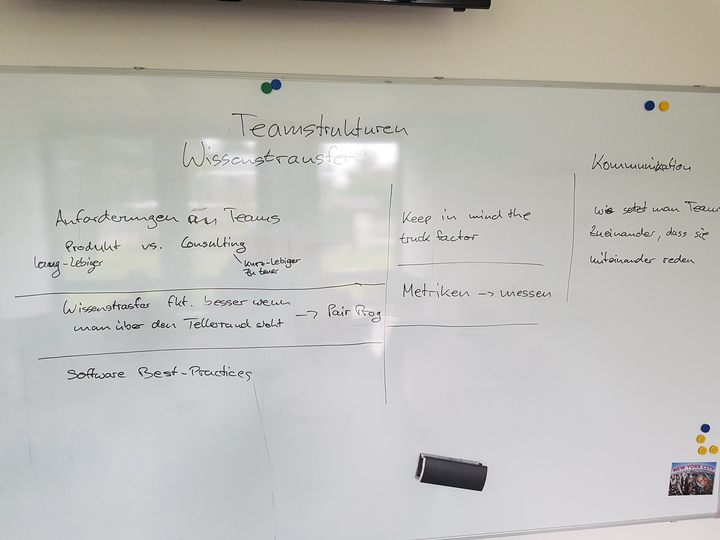 Teamstrukturen
Wissenstransfer
Anforderungen an Teams
Produkt vs. Consulting
Lang-Lebiger
Kurz-Lebiger
zu teuer
Wissenstrasfer fkt. besser wenn
man über den Tellerrand sieht → Pair Prog
Software Best-Practices
Keep in mind the
truck factor
Metriken → messen
Kommunikation
wie setzt man Team
zueinander, dass sie
miteinander reden
NEW YORK CITY